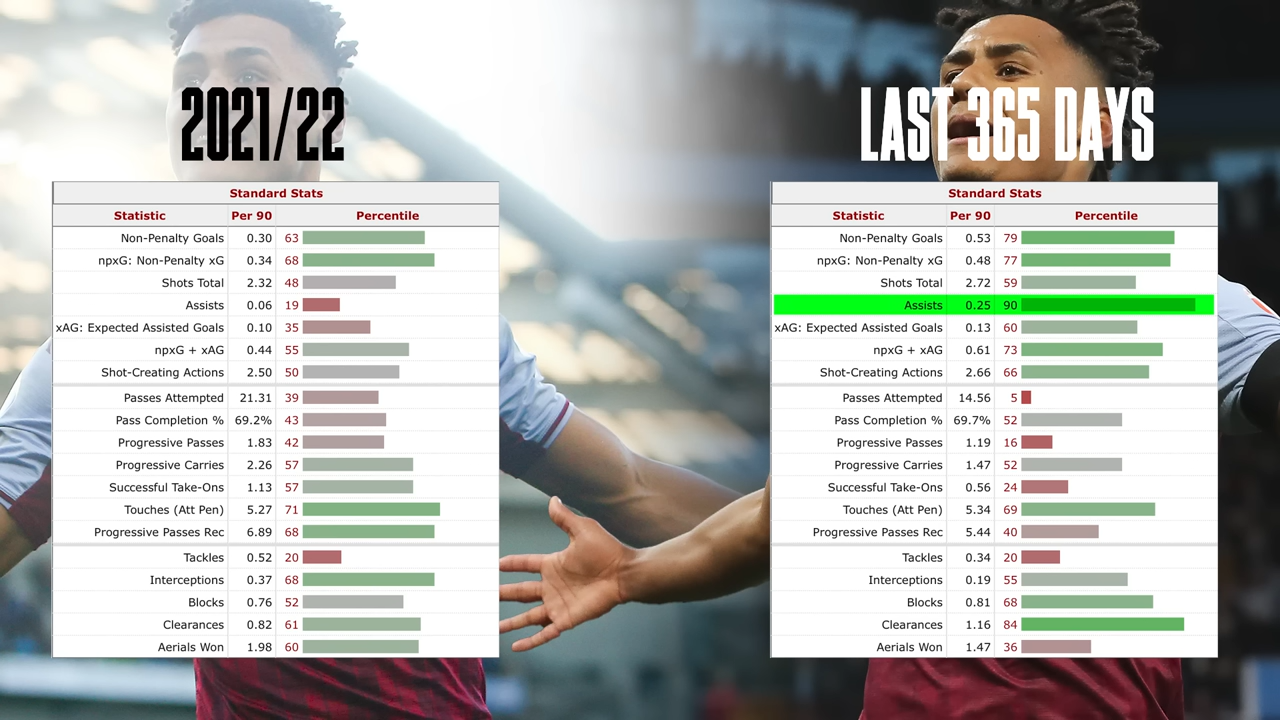 2021/22
Standard Stats
Statistic Per 90 Percentile
Non-Penalty Goals 0.30 63
npxG: Non-Penalty xG 0.34 68
Shots Total 2.32 48
Assists 0.06 19
xAG: Expected Assisted Goals 0.10 35
npxG + xAG 0.44 55
Shot-Creating Actions 2.50 50
Passes Attempted 21.31 39
Pass Completion % 69.2% 43
Progressive Passes 1.83 42
Progressive Carries 2.26 57
Successful Take-Ons 1.13 57
Touches (Att Pen) 5.27 71
Progressive Passes Rec 6.89 68
Tackles 0.52 20
Interceptions 0.37 68
Blocks 0.76 52
Clearances 0.82 61
Aerials Won 1.98 60
LAST 365 DAYS
Standard Stats
Statistic Per 90 Percentile
Non-Penalty Goals 0.53 79
npxG: Non-Penalty xG 0.48 77
Shots Total 2.72 59
Assists 0.25 90
xAG: Expected Assisted Goals 0.13 60
npxG + xAG 0.61 73
Shot-Creating Actions 2.66 66
Passes Attempted 14.56 5
Pass Completion % 69.7% 52
Progressive Passes 1.19 16
Progressive Carries 1.47 52
Successful Take-Ons 0.56 24
Touches (Att Pen) 5.34 69
Progressive Passes Rec 5.44 40
Tackles 0.34 20
Interceptions 0.19 55
Blocks 0.81 68
Clearances 1.16 84
Aerials Won 1.47 36